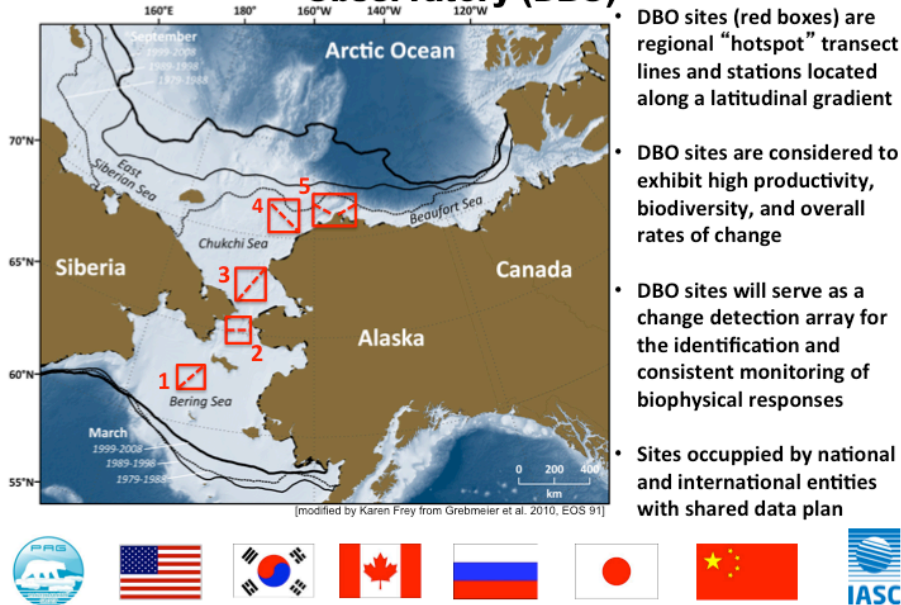 Observatory (DBO)
160°E
180°
160°W
140°W
120°W
September
1999-2008
1989-1998
1979-1988
Arctic Ocean
70°N
East
Siberian Sea
5
4
Beaufort Sea
Chukchi Sea
65°N
Siberia
3
Canada
Alaska
2
60°N
1
Bering Sea
March
1999-2008
1989-1998
1979-1988
0 200 400
km
55°N
[modified by Karen Frey from Grebmeier et al. 2010, EOS 91]
• DBO sites (red boxes) are
regional “hotspot” transect
lines and stations located
along a latitudinal gradient
• DBO sites are considered to
exhibit high productivity,
biodiversity, and overall
rates of change
• DBO sites will serve as a
change detection array for
the identification and
consistent monitoring of
biophysical responses
• Sites occuppied by national
and international entities
with shared data plan
PAG
IASC